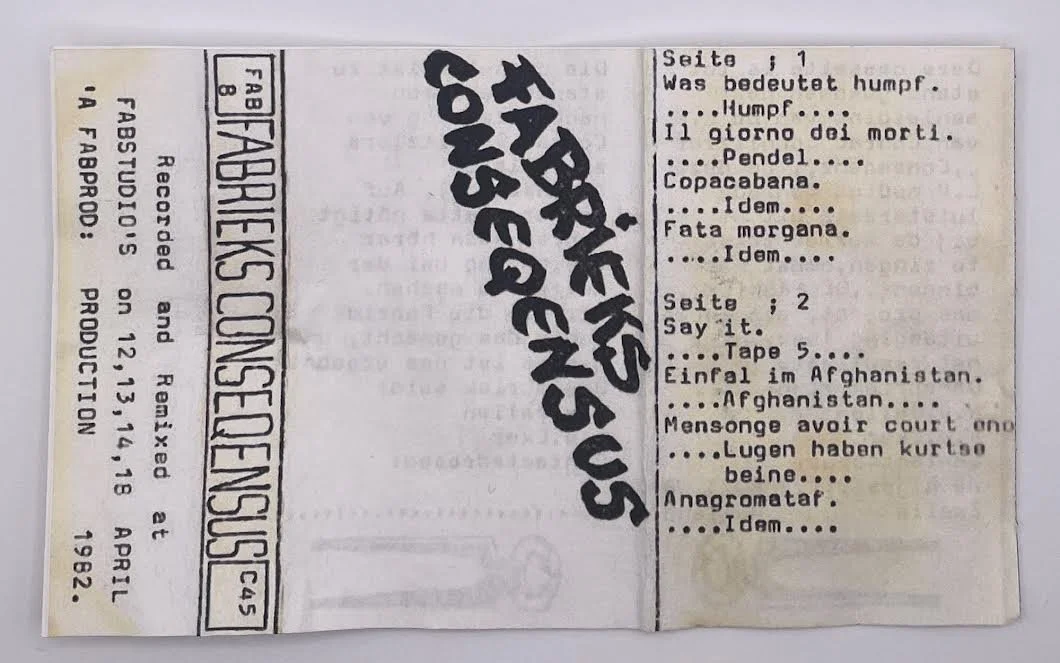 Recorded and Remixed at
FABSTUDIO'S on 12,13,14,18 APRIL
'A FABPROD: PRODUCTION 1982.
FAB 8
FABRIEKS CONSEQENSUS
C45
FABRIEKS
CONSEQENSUS
Seite ; 1
Was bedeutet humpf.
....Humpf....
Il giorno dei morti.
....Pendel....
Copacabana.
....Idem....
Fata morgana.
....Idem....
Seite ; 2
Say it.
....Tape 5....
Einfal im Afghanistan.
....Afghanistan....
Mensonge avoir court
....Lugen haben kurtse
beine....
Anagromataf.
....Idem....